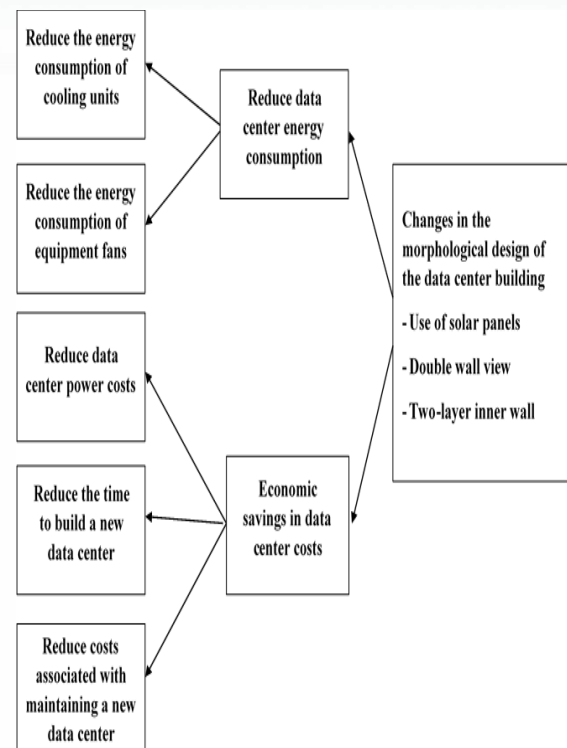 Reduce the energy
consumption of
cooling units
Reduce data
center energy
consumption
Reduce the energy
consumption of
equipment fans
Changes in the
morphological design of
the data center building
- Use of solar panels
- Double wall view
- Two-layer inner wall
Reduce data
center power costs
Reduce the time
to build a new
data center
Economic
savings in data
center costs
Reduce costs
associated with
maintaining a new
data center